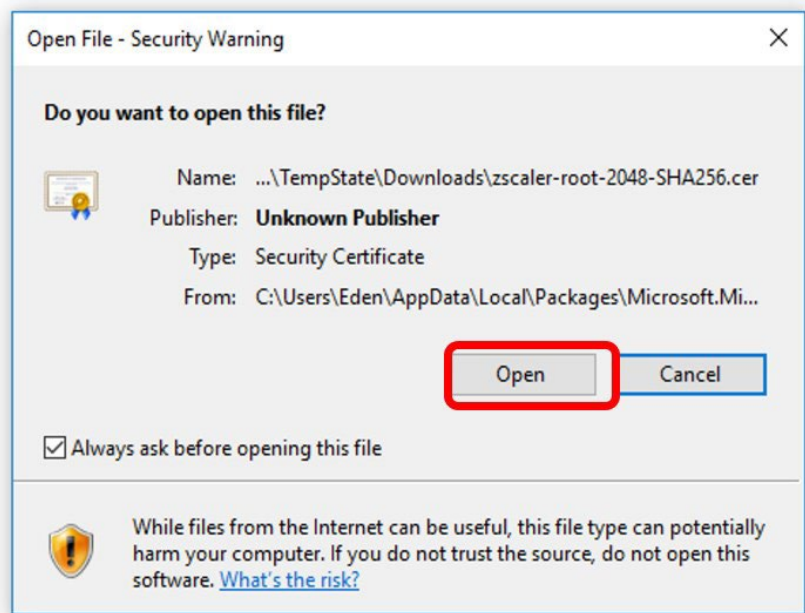 Open File - Security Warning
Do you want to open this file?
Name: ...\TempState\Downloads\zscaler-root-2048-SHA256.cer
Publisher: Unknown Publisher
Type: Security Certificate
From: C:\Users\Eden\AppData\Local\Packages\Microsoft.Mi...
Open Cancel
Always ask before opening this file
While files from the Internet can be useful, this file type can potentially
harm your computer. If you do not trust the source, do not open this
software. What's the risk?